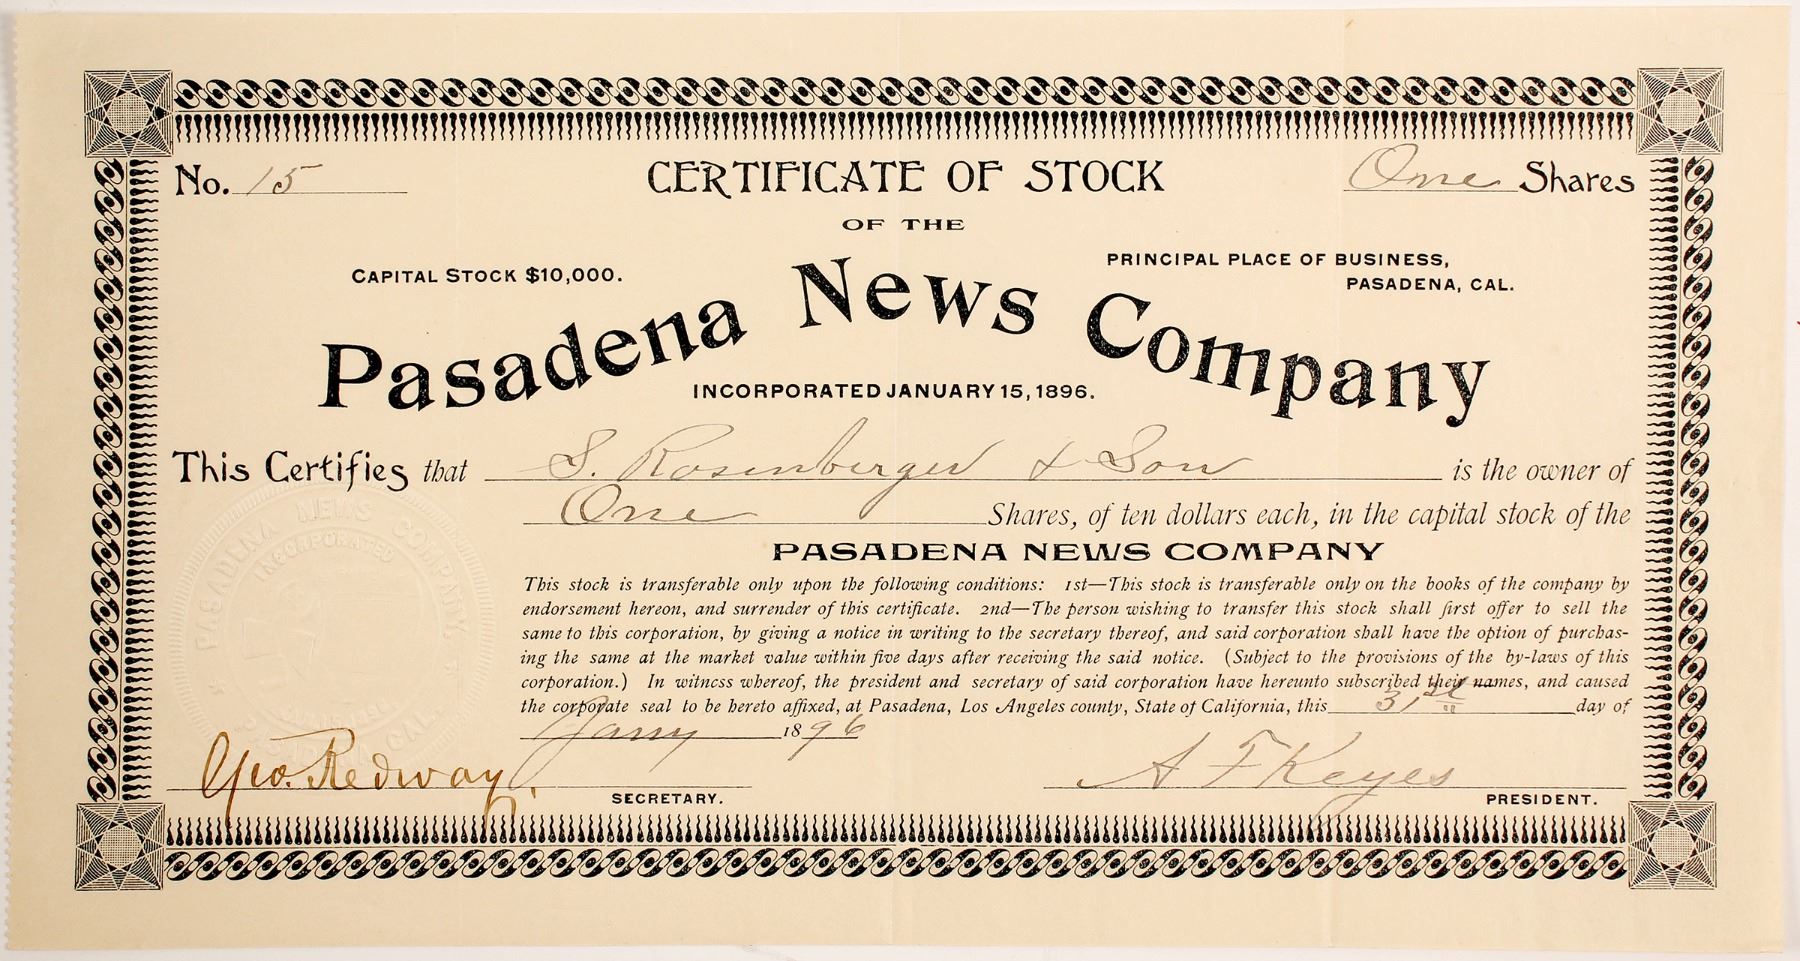 No. 15
CERTIFICATE OF STOCK
One Shares
OF THE
CAPITAL STOCK $10,000.
PRINCIPAL PLACE OF BUSINESS,
PASADENA, CAL.
Pasadena News Company
INCORPORATED JANUARY 15, 1896.
This Certifies that S. Rosenberger & Son is the owner of
One Shares, of ten dollars each, in the capital stock of the
PASADENA NEWS COMPANY
This stock is transferable only upon the following conditions: 1st—This stock is transferable only on the books of the company by
endorsement hereon, and surrender of this certificate. 2nd—The person wishing to transfer this stock shall first offer to sell the
same to this corporation, by giving a notice in writing to the secretary thereof, and said corporation shall have the option of purchas-
ing the same at the market value within five days after receiving the said notice. (Subject to the provisions of the by-laws of this
corporation.) In witness whereof, the president and secretary of said corporation have hereunto subscribed their names, and caused
the corporate seal to be hereto affixed, at Pasadena, Los Angeles county, State of California, this 31st day of
Jany 1896
PASADENA NEWS COMPANY.
INCORPORATED
PASADENA CAL.
Geo. Redway.
SECRETARY.
A F Keyes
PRESIDENT.